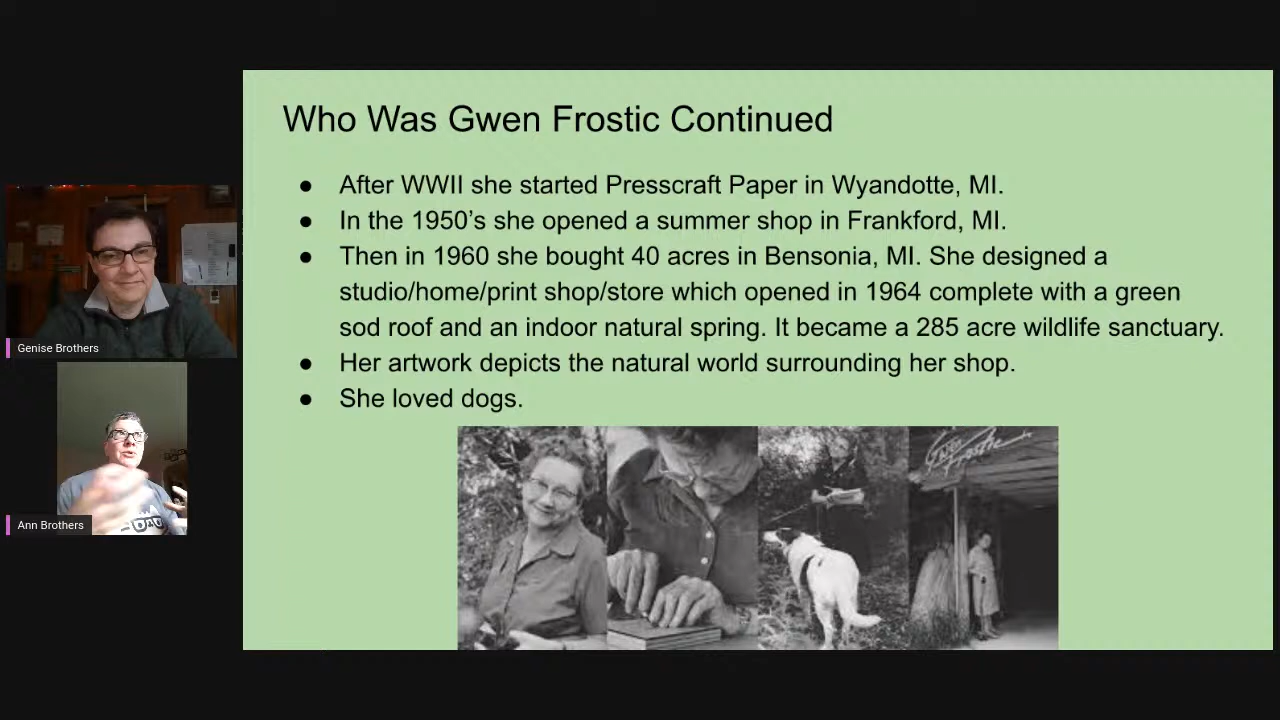 Who Was Gwen Frostic Continued
● After WWII she started Presscraft Paper in Wyandotte, MI.
● In the 1950's she opened a summer shop in Frankford, MI.
● Then in 1960 she bought 40 acres in Bensonia, MI. She designed a
studio/home/print shop/store which opened in 1964 complete with a green
sod roof and an indoor natural spring. It became a 285 acre wildlife sanctuary.
● Her artwork depicts the natural world surrounding her shop.
● She loved dogs.
Genise Brothers
Ann Brothers